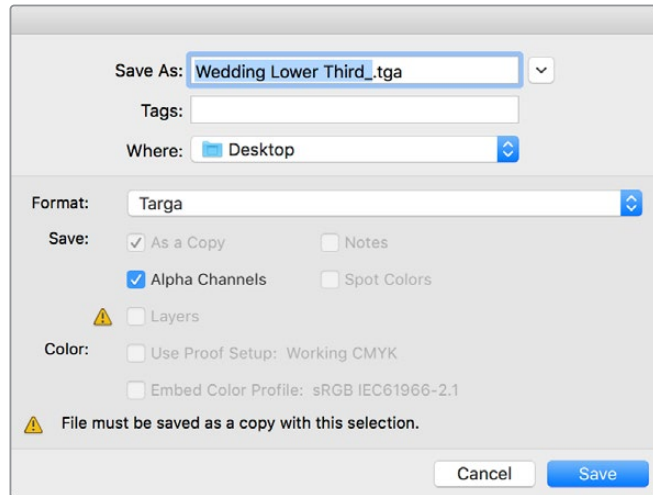 Save As: Wedding Lower Third_.tga
Tags:
Where: Desktop
Format: Targa
Save: As a Copy Notes
Alpha Channels Spot Colors
Layers
Color: Use Proof Setup: Working CMYK
Embed Color Profile: sRGB IEC61966-2.1
File must be saved as a copy with this selection.
Cancel Save